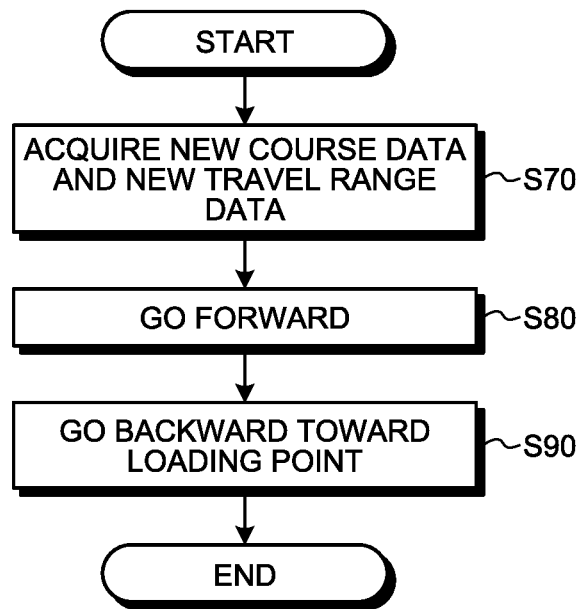 START
ACQUIRE NEW COURSE DATA
AND NEW TRAVEL RANGE
DATA
S70
GO FORWARD
S80
GO BACKWARD TOWARD
LOADING POINT
S90
END